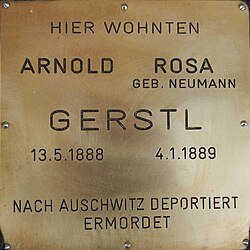 HIER WOHNTEN
ARNOLD ROSA
GEB. NEUMANN
GERSTL
13.5.1888 4.1.1889
NACH AUSCHWITZ DEPORTIERT
ERMORDET